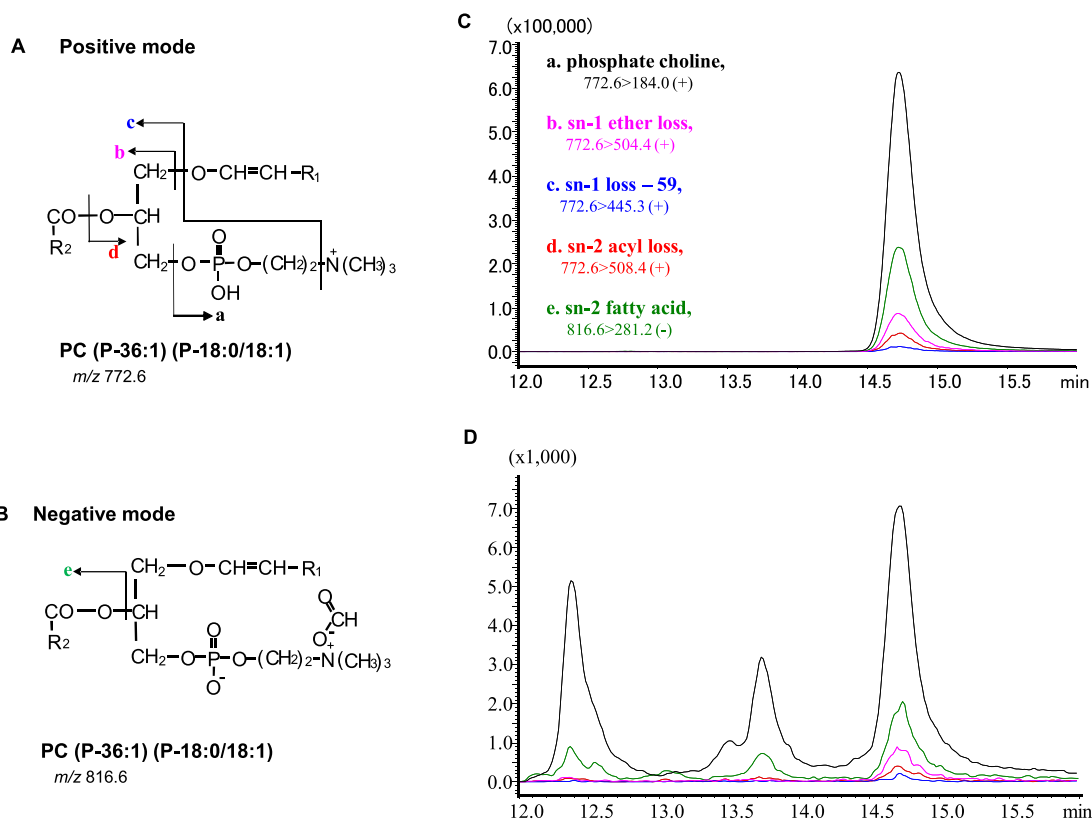 A Positive mode
c
b
CH2—O—CH=CH—R1
CO—O—CH
R2
d
O
CH2—O—P—O—(CH2)2—N(CH3)3
+
OH
a
PC (P-36:1) (P-18:0/18:1)
m/z 772.6
B Negative mode
e
CH2—O—CH=CH—R1
CO—O—CH
R2
O
CH
O-
O
CH2—O—P—O—(CH2)2—N(CH3)3
+
O-
PC (P-36:1) (P-18:0/18:1)
m/z 816.6
C
(x100,000)
7.0
6.0
5.0
4.0
3.0
2.0
1.0
0.0
a. phosphate choline,
772.6>184.0 (+)
b. sn-1 ether loss,
772.6>504.4 (+)
c. sn-1 loss – 59,
772.6>445.3 (+)
d. sn-2 acyl loss,
772.6>508.4 (+)
e. sn-2 fatty acid,
816.6>281.2 (-)
12.0 12.5 13.0 13.5 14.0 14.5 15.0 15.5 min
D
(x1,000)
7.0
6.0
5.0
4.0
3.0
2.0
1.0
0.0
12.0 12.5 13.0 13.5 14.0 14.5 15.0 15.5 min